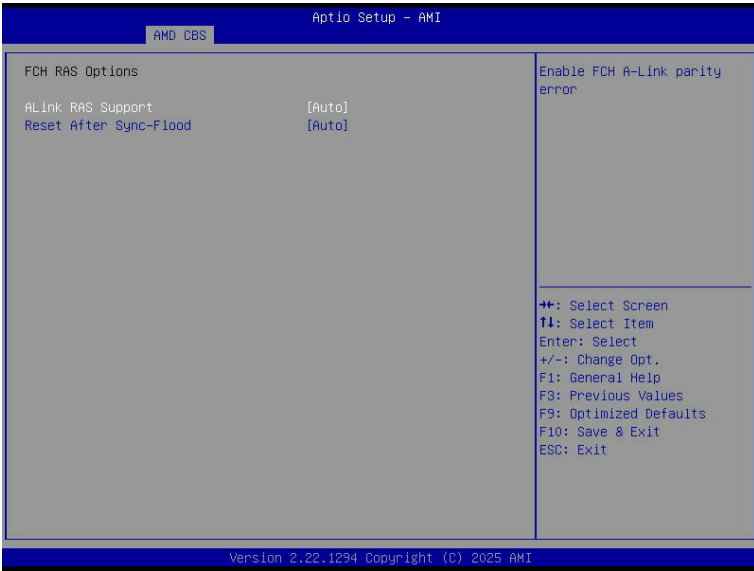 Aptio Setup - AMI
AMD CBS
FCH RAS Options
ALink RAS Support [Auto]
Reset After Sync-Flood [Auto]
Enable FCH A-Link parity
error
→←: Select Screen
↑↓: Select Item
Enter: Select
+/-: Change Opt.
F1: General Help
F3: Previous Values
F9: Optimized Defaults
F10: Save & Exit
ESC: Exit
Version 2.22.1294 Copyright (C) 2025 AMI